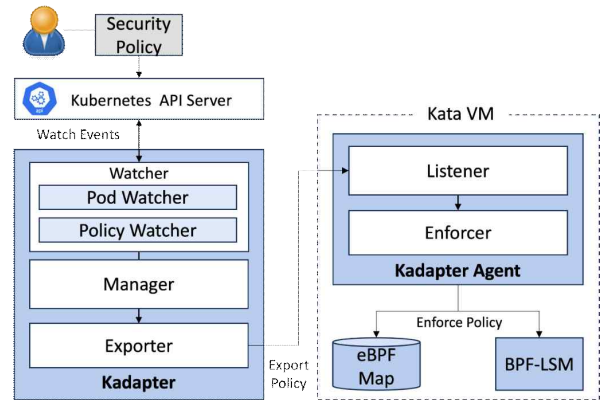 Security
Policy
Kubernetes API Server
Watch Events
Watcher
Pod Watcher
Policy Watcher
Manager
Exporter
Kadapter
Export
Policy
Kata VM
Listener
Enforcer
Kadapter Agent
Enforce Policy
eBPF
Map
BPF-LSM